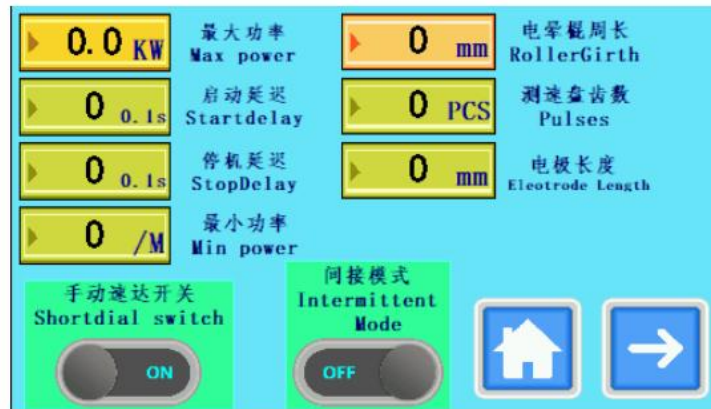 0.0 KW
最大功率
Max power
0 mm
电晕棍周长
RollerGirth
0 0.1s
启动延迟
Startdelay
0 PCS
测速盘齿数
Pulses
0 0.1s
停机延迟
StopDelay
0 mm
电极长度
Eleotrode Length
0 /M
最小功率
Min power
手动速达开关
Shortdial switch
ON
间接模式
Intermittent
Mode
OFF